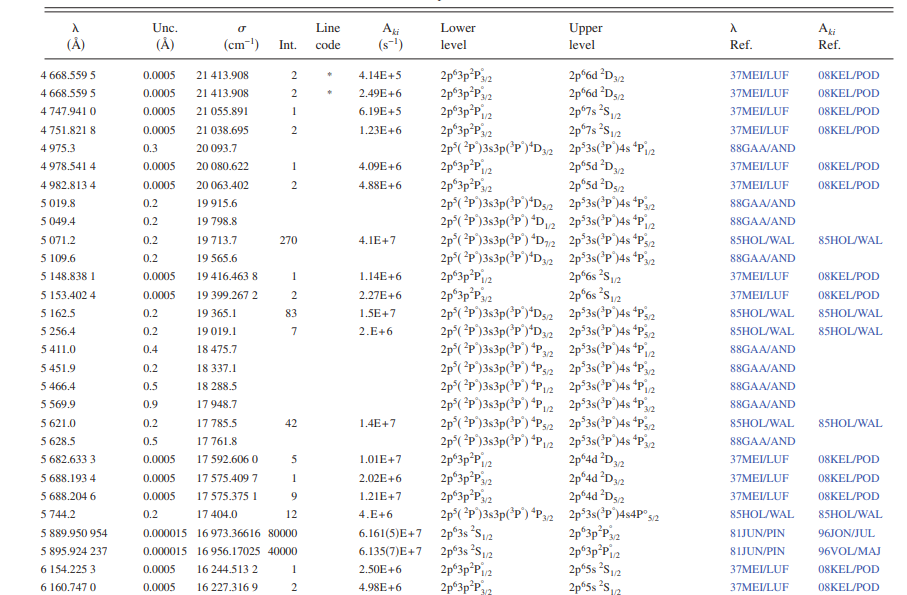 λ Unc. σ Line Aki Lower Upper λ Aki
(Å) (Å) (cm⁻¹) Int. code (s⁻¹) level level Ref. Ref.
4 668.559 5 0.0005 21 413.908 2 * 4.14E+5 2p⁶3p²P°3/2 2p⁶6d ²D3/2 37MEI/LUF 08KEL/POD
4 668.559 5 0.0005 21 413.908 2 * 2.49E+6 2p⁶3p²P°3/2 2p⁶6d ²D5/2 37MEI/LUF 08KEL/POD
4 747.941 0 0.0005 21 055.891 1 6.19E+5 2p⁶3p²P°1/2 2p⁶7s ²S1/2 37MEI/LUF 08KEL/POD
4 751.821 8 0.0005 21 038.695 2 1.23E+6 2p⁶3p²P°3/2 2p⁶7s ²S1/2 37MEI/LUF 08KEL/POD
4 975.3 0.3 20 093.7 2p⁵(²P°)3s3p(³P°)⁴D3/2 2p⁵3s(³P°)4s ⁴P°1/2 88GAA/AND
4 978.541 4 0.0005 20 080.622 1 4.09E+6 2p⁶3p²P°1/2 2p⁶5d ²D3/2 37MEI/LUF 08KEL/POD
4 982.813 4 0.0005 20 063.402 2 4.88E+6 2p⁶3p²P°3/2 2p⁶5d ²D5/2 37MEI/LUF 08KEL/POD
5 019.8 0.2 19 915.6 2p⁵(²P°)3s3p(³P°)⁴D5/2 2p⁵3s(³P°)4s ⁴P°3/2 88GAA/AND
5 049.4 0.2 19 798.8 2p⁵(²P°)3s3p(³P°) ⁴D1/2 2p⁵3s(³P°)4s ⁴P°1/2 88GAA/AND
5 071.2 0.2 19 713.7 270 4.1E+7 2p⁵(²P°)3s3p(³P°) ⁴D7/2 2p⁵3s(³P°)4s ⁴P°5/2 85HOL/WAL 85HOL/WAL
5 109.6 0.2 19 565.6 2p⁵(²P°)3s3p(³P°)⁴D3/2 2p⁵3s(³P°)4s ⁴P°3/2 88GAA/AND
5 148.838 1 0.0005 19 416.463 8 1 1.14E+6 2p⁶3p²P°1/2 2p⁶6s ²S1/2 37MEI/LUF 08KEL/POD
5 153.402 4 0.0005 19 399.267 2 2 2.27E+6 2p⁶3p²P°3/2 2p⁶6s ²S1/2 37MEI/LUF 08KEL/POD
5 162.5 0.2 19 365.1 83 1.5E+7 2p⁵(²P°)3s3p(³P°)⁴D5/2 2p⁵3s(³P°)4s ⁴P°5/2 85HOL/WAL 85HOL/WAL
5 256.4 0.2 19 019.1 7 2.E+6 2p⁵(²P°)3s3p(³P°)⁴D3/2 2p⁵3s(³P°)4s ⁴P°5/2 85HOL/WAL 85HOL/WAL
5 411.0 0.4 18 475.7 2p⁵(²P°)3s3p(³P°) ⁴P3/2 2p⁵3s(³P°)4s ⁴P°1/2 88GAA/AND
5 451.9 0.2 18 337.1 2p⁵(²P°)3s3p(³P°) ⁴P5/2 2p⁵3s(³P°)4s ⁴P°3/2 88GAA/AND
5 466.4 0.5 18 288.5 2p⁵(²P°)3s3p(³P°) ⁴P1/2 2p⁵3s(³P°)4s ⁴P°1/2 88GAA/AND
5 569.9 0.9 17 948.7 2p⁵(²P°)3s3p(³P°) ⁴P1/2 2p⁵3s(³P°)4s ⁴P°3/2 88GAA/AND
5 621.0 0.2 17 785.5 42 1.4E+7 2p⁵(²P°)3s3p(³P°) ⁴P5/2 2p⁵3s(³P°)4s ⁴P°5/2 85HOL/WAL 85HOL/WAL
5 628.5 0.5 17 761.8 2p⁵(²P°)3s3p(³P°) ⁴P1/2 2p⁵3s(³P°)4s ⁴P°3/2 88GAA/AND
5 682.633 3 0.0005 17 592.606 0 5 1.01E+7 2p⁶3p²P°1/2 2p⁶4d ²D3/2 37MEI/LUF 08KEL/POD
5 688.193 4 0.0005 17 575.409 7 1 2.02E+6 2p⁶3p²P°3/2 2p⁶4d ²D3/2 37MEI/LUF 08KEL/POD
5 688.204 6 0.0005 17 575.375 1 9 1.21E+7 2p⁶3p²P°3/2 2p⁶4d ²D5/2 37MEI/LUF 08KEL/POD
5 744.2 0.2 17 404.0 12 4.E+6 2p⁵(²P°)3s3p(³P°) ⁴P3/2 2p⁵3s(³P°)4s4P°5/2 85HOL/WAL 85HOL/WAL
5 889.950 954 0.000015 16 973.36616 80000 6.161(5)E+7 2p⁶3s ²S1/2 2p⁶3p²P°3/2 81JUN/PIN 96JON/JUL
5 895.924 237 0.000015 16 956.17025 40000 6.135(7)E+7 2p⁶3s ²S1/2 2p⁶3p²P°1/2 81JUN/PIN 96VOL/MAJ
6 154.225 3 0.0005 16 244.513 2 1 2.50E+6 2p⁶3p²P°1/2 2p⁶5s ²S1/2 37MEI/LUF 08KEL/POD
6 160.747 0 0.0005 16 227.316 9 2 4.98E+6 2p⁶3p²P°3/2 2p⁶5s ²S1/2 37MEI/LUF 08KEL/POD